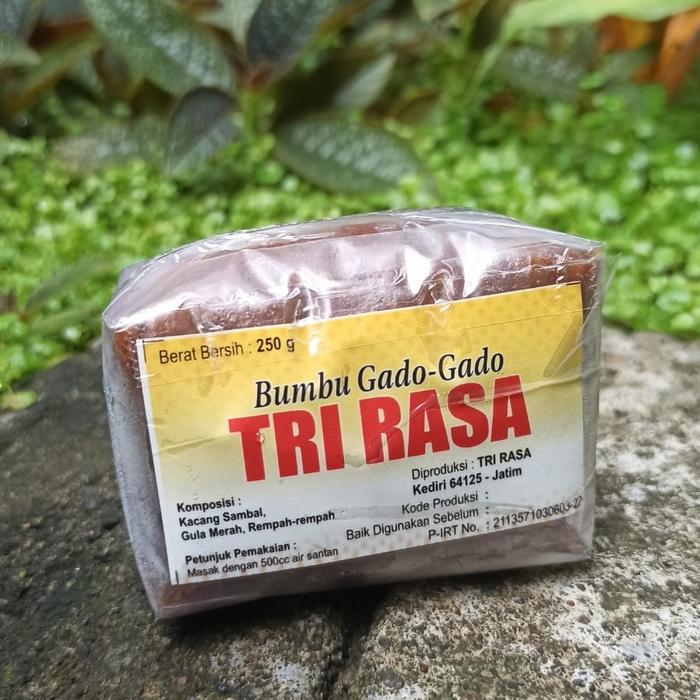 Berat Bersih : 250 g
Bumbu Gado-Gado
TRI RASA
Komposisi :
Kacang Sambal,
Gula Merah, Rempah-rempah
Petunjuk Pemakaian :
Masak dengan 500cc air santan
Diproduksi : TRI RASA
Kediri 64125 - Jatim
Kode Produksi :
Baik Digunakan Sebelum :
P-IRT No. : 2113571030603-22